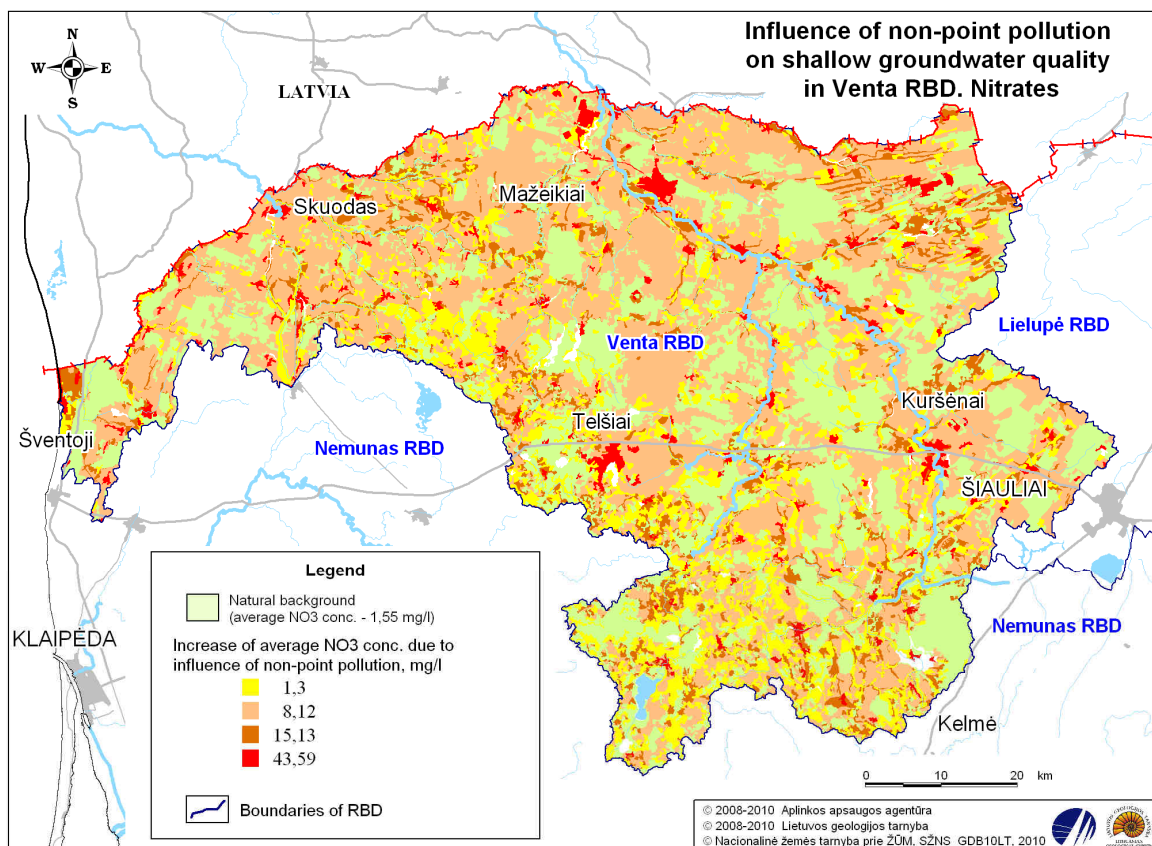 Influence of non-point pollution
on shallow groundwater quality
in Venta RBD. Nitrates
N
W E
S
LATVIA
Skuodas
Mažeikiai
Venta RBD
Lielupė RBD
Kuršėnai
Telšiai
Šventoji
Nemunas RBD
ŠIAULIAI
KLAIPĖDA
Nemunas RBD
Kelmė
Legend
Natural background
(average NO3 conc. - 1,55 mg/l)
Increase of average NO3 conc. due to
influence of non-point pollution, mg/l
1,3
8,12
15,13
43,59
Boundaries of RBD
0 10 20 km
© 2008-2010 Aplinkos apsaugos agentūra
© 2008-2010 Lietuvos geologijos tarnyba
© Nacionalinė žemės tarnyba prie ŽŪM, SŽNS GDB10LT, 2010